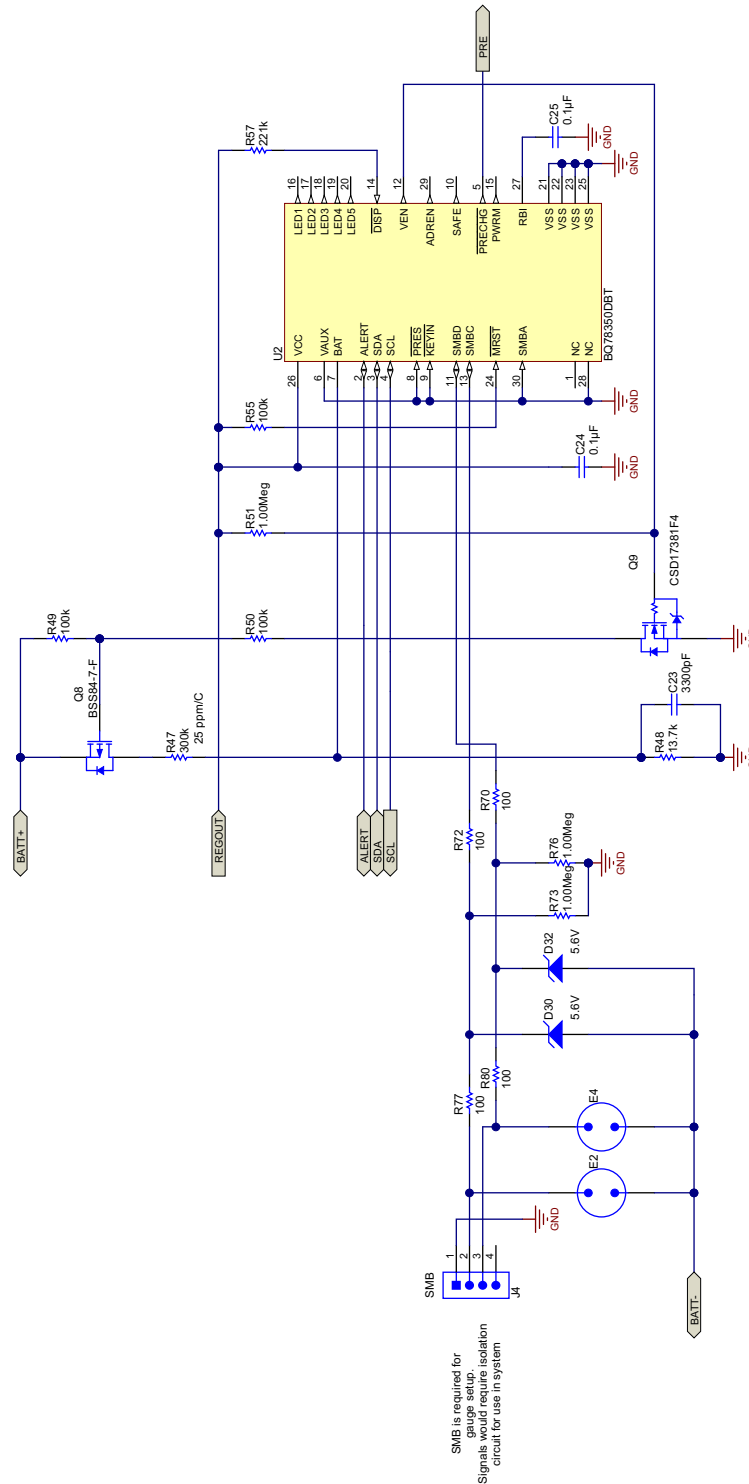 BATT+
REGOUT
ALERT
SDA
SCL
BATT-
PRE
R49
100k
Q8
BSS84-7-F
R47
300k
25 ppm/C
R50
100k
R51
1.00Meg
R55
100k
R57
221k
U2
BQ78350DBT
26
VCC
6
VAUX
7
BAT
2
ALERT
3
SDA
4
SCL
8
PRES
9
KEYIN
11
SMBD
13
SMBC
24
MRST
30
SMBA
1
NC
28
NC
LED1
16
LED2
17
LED3
18
LED4
19
LED5
20
DISP
14
VEN
12
ADREN
29
SAFE
10
PRECHG
5
PWRM
15
RBI
27
VSS
21
VSS
22
VSS
23
VSS
25
C25
0.1µF
GND
GND
GND
C24
0.1µF
GND
Q9
CSD17381F4
C23
3300pF
R48
13.7k
R72
100
R70
100
R76
1.00Meg
R73
1.00Meg
GND
D32
5.6V
D30
5.6V
R77
100
R80
100
E4
E2
GND
SMB
1
2
3
4
J4
SMB is required for
gauge setup.
Signals would require isolation
circuit for use in system